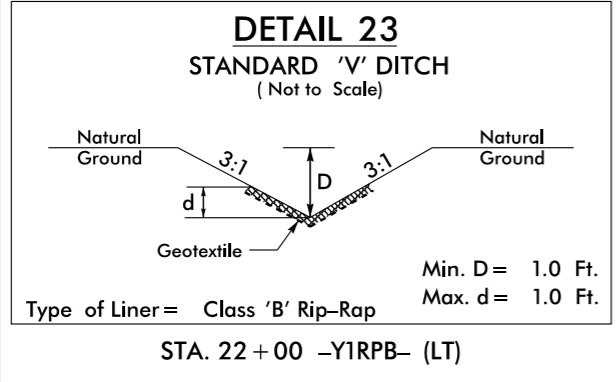 DETAIL 23
STANDARD 'V' DITCH
( Not to Scale)
Natural
Ground
3:1
D
3:1
Natural
Ground
d
Geotextile
Min. D = 1.0 Ft.
Max. d = 1.0 Ft.
Type of Liner = Class 'B' Rip-Rap
STA. 22+00 -Y1RPB- (LT)